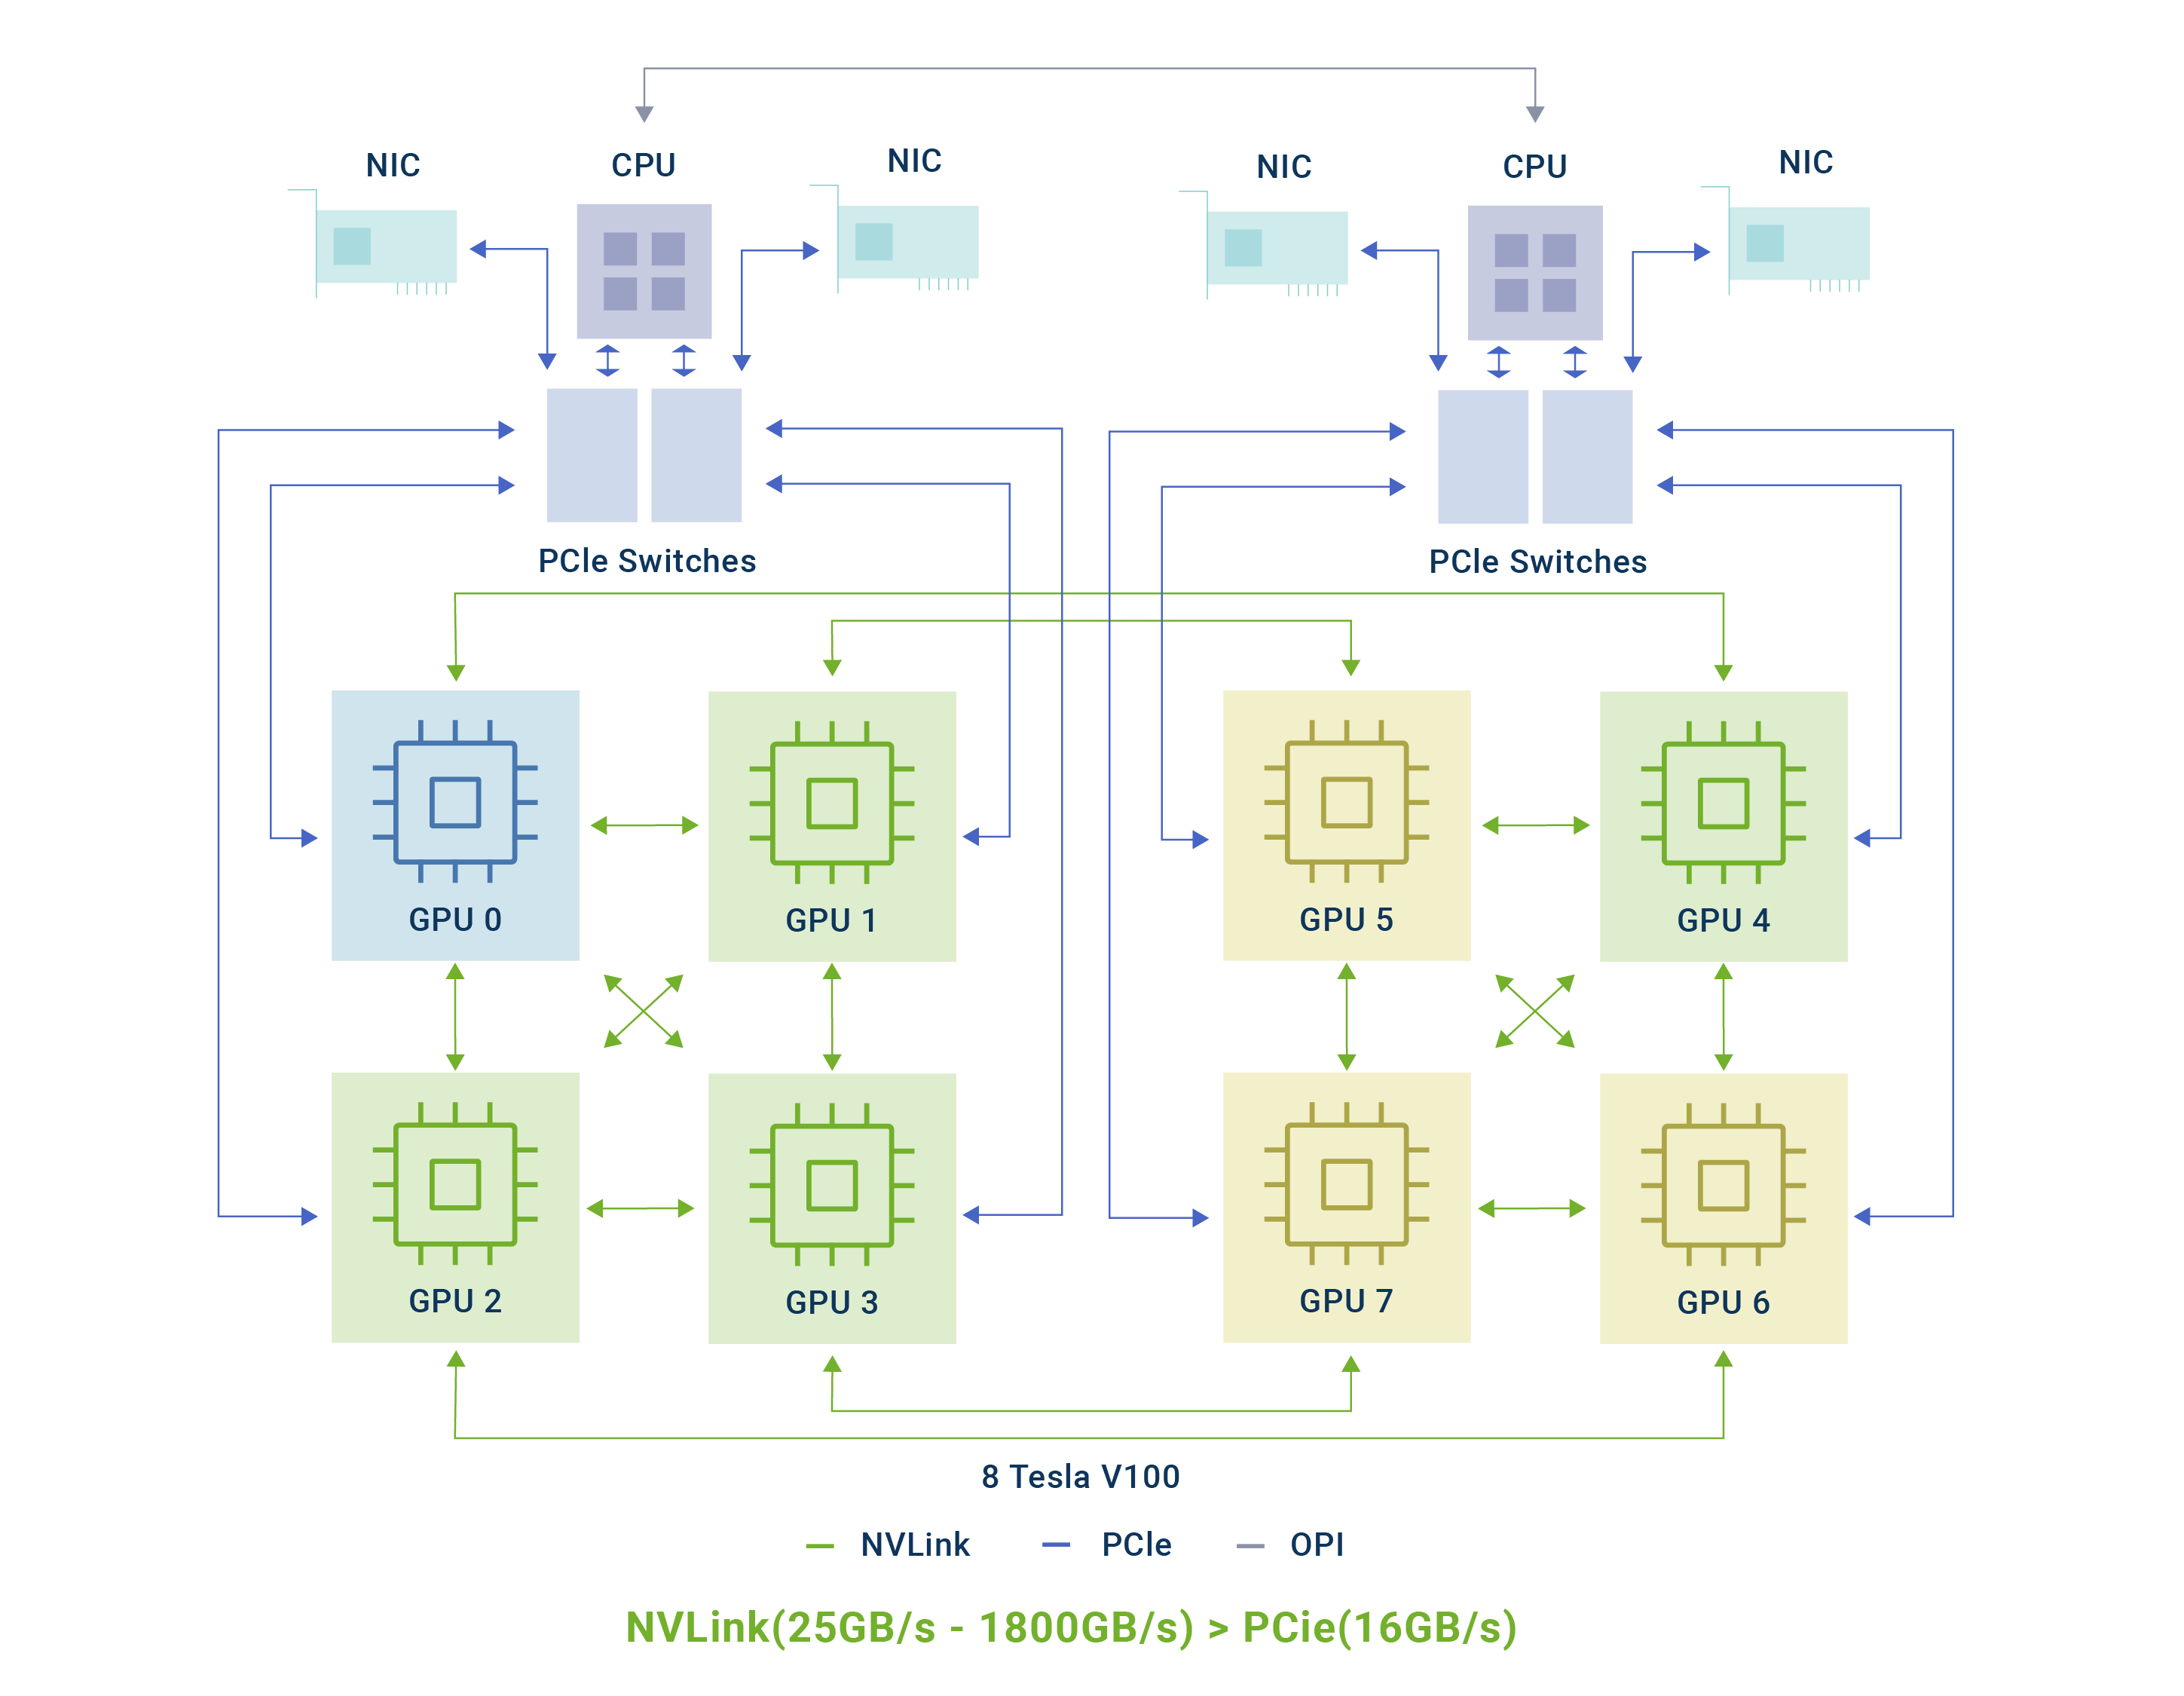 NIC
CPU
NIC
NIC
CPU
NIC
PCle Switches
PCle Switches
GPU 0
GPU 1
GPU 5
GPU 4
GPU 2
GPU 3
GPU 7
GPU 6
8 Tesla V100
NVLink
PCle
OPI
NVLink(25GB/s - 1800GB/s) > PCie(16GB/s)